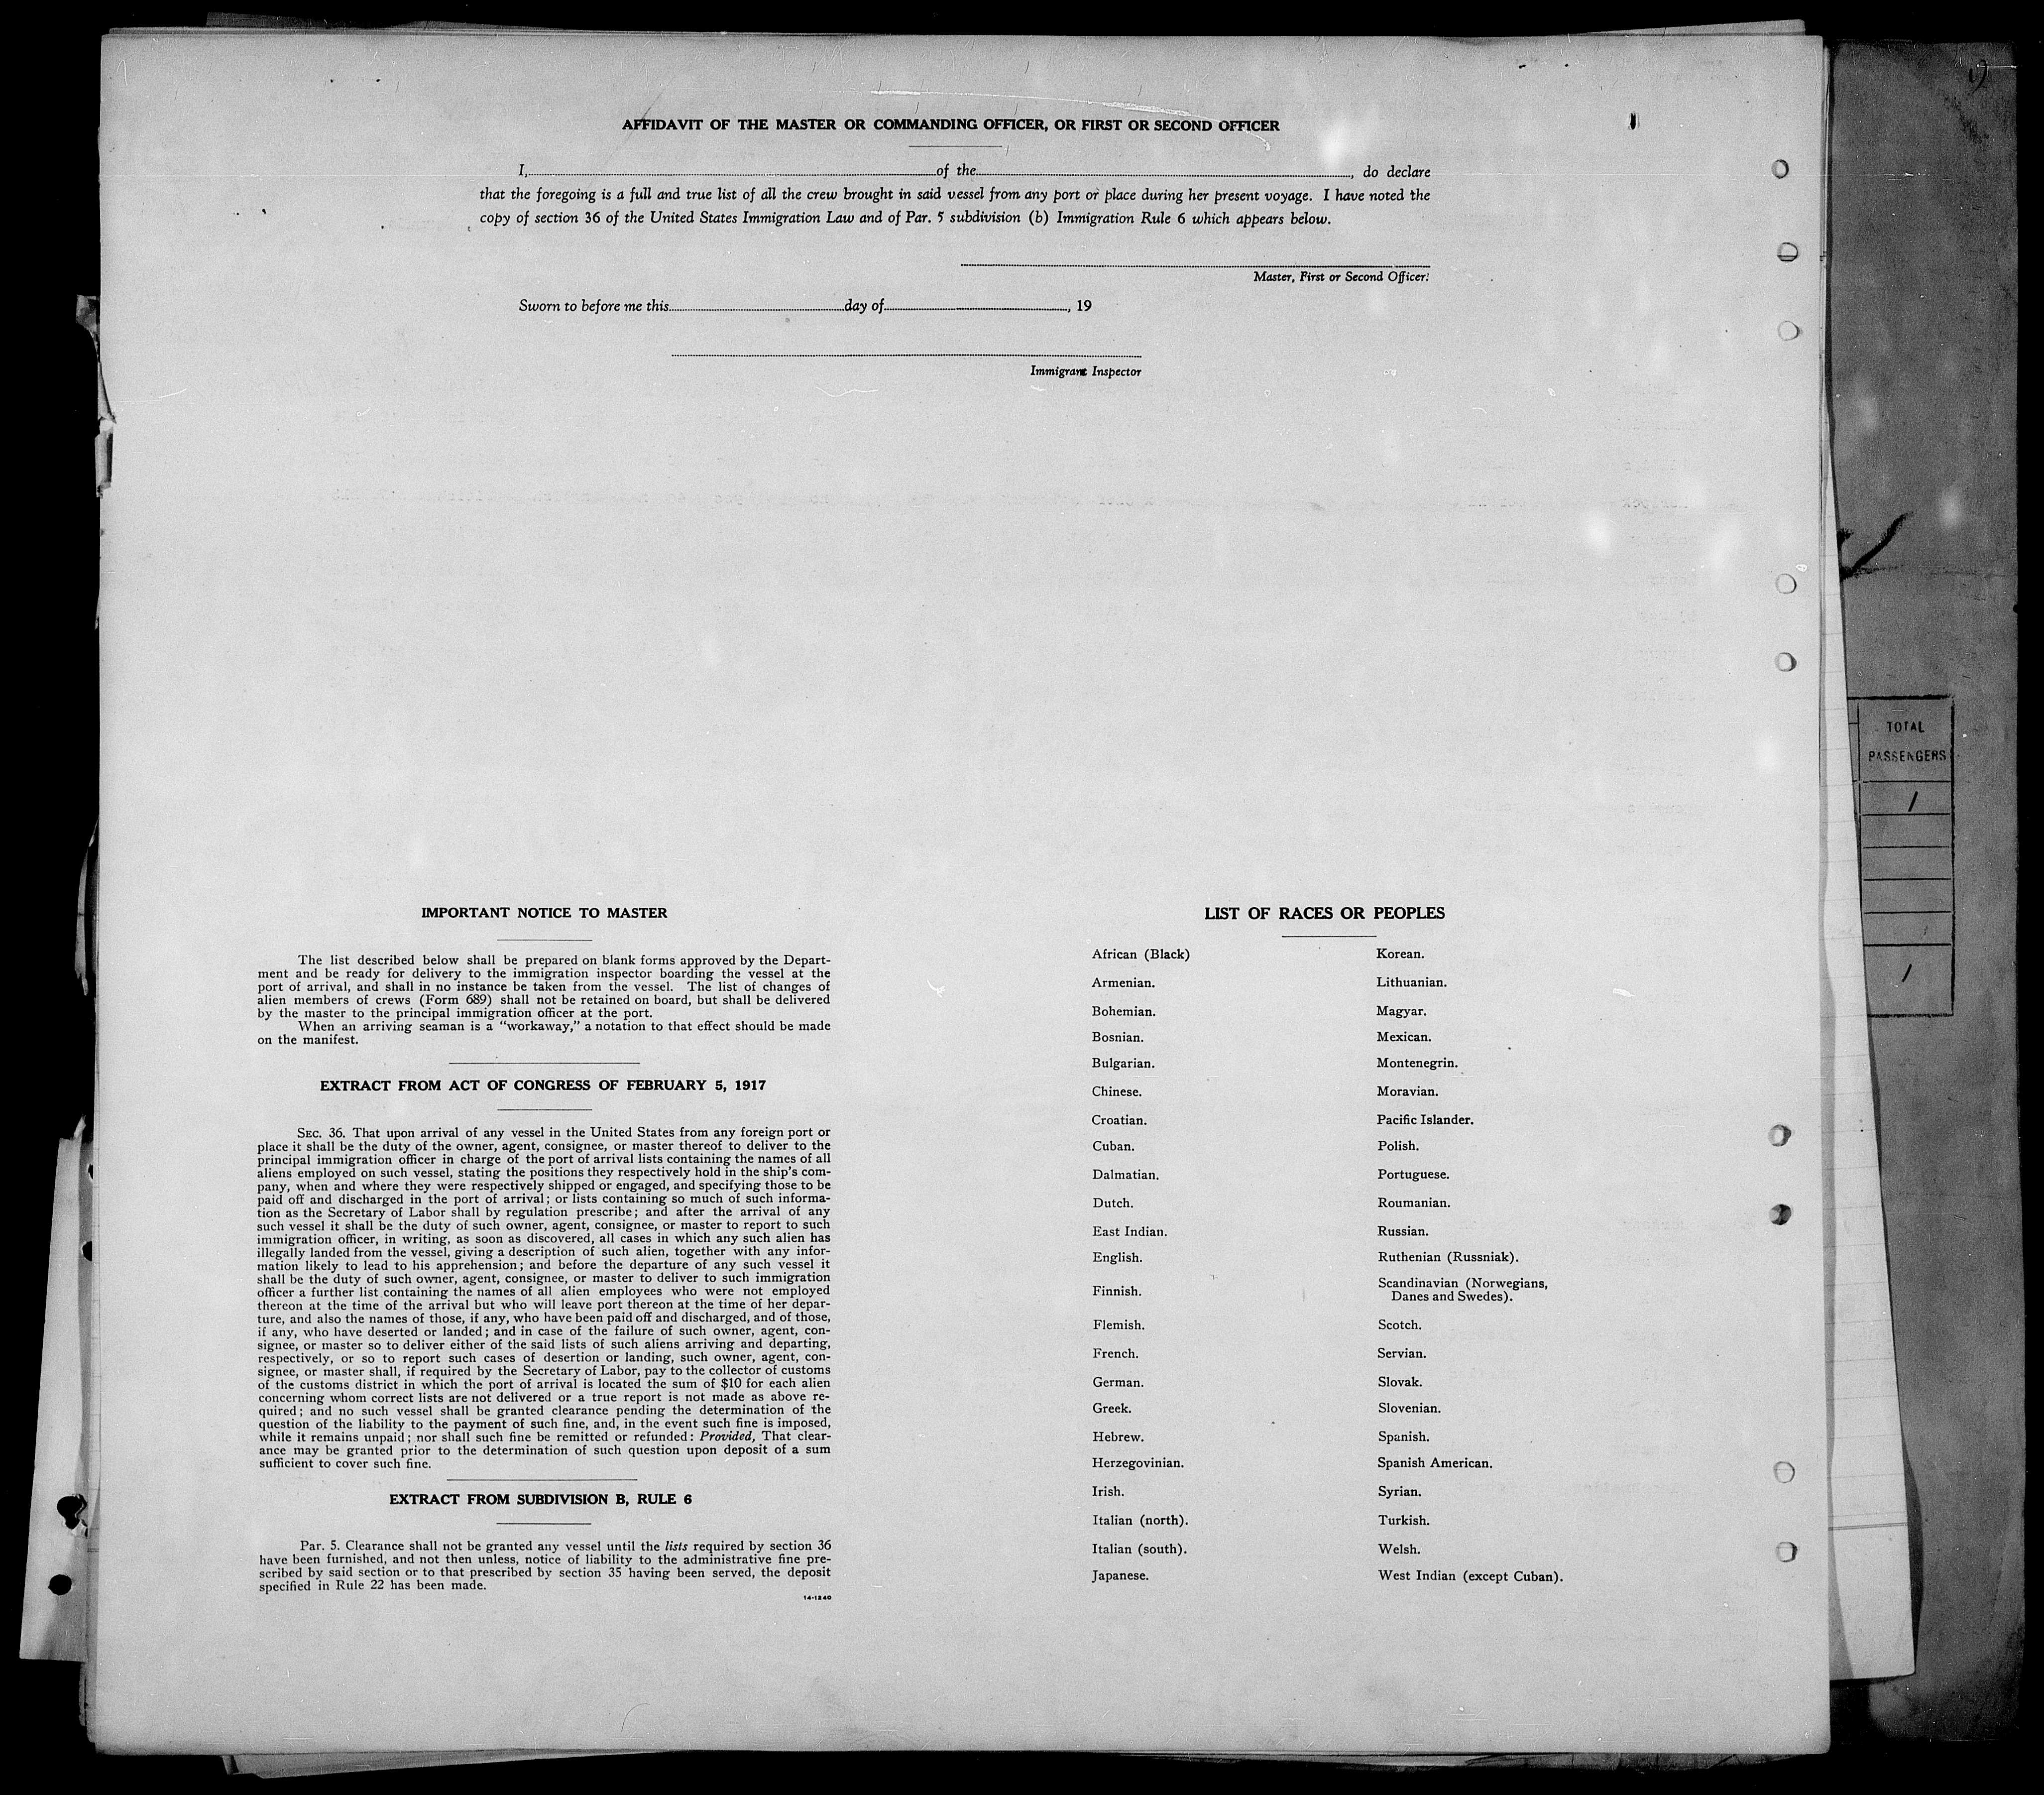 AFFIDAVIT OF THE MASTER OR COMMANDING OFFICER, OR FIRST OR SECOND OFFICER
I, of the , do declare
that the foregoing is a full and true list of all the crew brought in said vessel from any port or place during her present voyage. I have noted the
copy of section 36 of the United States Immigration Law and of Par. 5 subdivision (b) Immigration Rule 6 which appears below.
Master, First or Second Officer.
Sworn to before me this day of , 19
Immigrant Inspector
IMPORTANT NOTICE TO MASTER
The list described below shall be prepared on blank forms approved by the Depart-
ment and be ready for delivery to the immigration inspector boarding the vessel at the
port of arrival, and shall in no instance be taken from the vessel. The list of changes of
alien members of crews (Form 689) shall not be retained on board, but shall be delivered
by the master to the principal immigration officer at the port.
When an arriving seaman is a "workaway," a notation to that effect should be made
on the manifest.
EXTRACT FROM ACT OF CONGRESS OF FEBRUARY 5, 1917
SEC. 36. That upon arrival of any vessel in the United States from any foreign port or
place it shall be the duty of the owner, agent, consignee, or master thereof to deliver to the
principal immigration officer in charge of the port of arrival lists containing the names of all
aliens employed on such vessel, stating the positions they respectively hold in the ship's com-
pany, when and where they were respectively shipped or engaged, and specifying those to be
paid off and discharged in the port of arrival; or lists containing so much of such informa-
tion as the Secretary of Labor shall by regulation prescribe; and after the arrival of any
such vessel it shall be the duty of such owner, agent, consignee, or master to report to such
immigration officer, in writing, as soon as discovered, all cases in which any such alien has
illegally landed from the vessel, giving a description of such alien, together with any infor-
mation likely to lead to his apprehension; and before the departure of any such vessel it
shall be the duty of such owner, agent, consignee, or master to deliver to such immigration
officer a further list containing the names of all alien employees who were not employed
thereon at the time of the arrival but who will leave port thereon at the time of her depar-
ture, and also the names of those, if any, who have been paid off and discharged, and of those,
if any, who have deserted or landed; and in case of the failure of such owner, agent, con-
signee, or master so to deliver either of the said lists of such aliens arriving and departing,
respectively, or so to report such cases of desertion or landing, such owner, agent, con-
signee, or master shall, if required by the Secretary of Labor, pay to the collector of customs
of the customs district in which the port of arrival is located the sum of $10 for each alien
concerning whom correct lists are not delivered or a true report is not made as above re-
quired; and no such vessel shall be granted clearance pending the determination of the
question of the liability to the payment of such fine, and, in the event such fine is imposed,
while it remains unpaid; nor shall such fine be remitted or refunded: Provided, That clear-
ance may be granted prior to the determination of such question upon deposit of a sum
sufficient to cover such fine.
EXTRACT FROM SUBDIVISION B, RULE 6
Par. 5. Clearance shall not be granted any vessel until the lists required by section 36
have been furnished, and not then unless, notice of liability to the administrative fine pre-
scribed by said section or to that prescribed by section 35 having been served, the deposit
specified in Rule 22 has been made.
14-1240
LIST OF RACES OR PEOPLES
African (Black)
Armenian.
Bohemian.
Bosnian.
Bulgarian.
Chinese.
Croatian.
Cuban.
Dalmatian.
Dutch.
East Indian.
English.
Finnish.
Flemish.
French.
German.
Greek.
Hebrew.
Herzegovinian.
Irish.
Italian (north).
Italian (south).
Japanese.
Korean.
Lithuanian.
Magyar.
Mexican.
Montenegrin.
Moravian.
Pacific Islander.
Polish.
Portuguese.
Roumanian.
Russian.
Ruthenian (Russniak).
Scandinavian (Norwegians,
Danes and Swedes).
Scotch.
Servian.
Slovak.
Slovenian.
Spanish.
Spanish American.
Syrian.
Turkish.
Welsh.
West Indian (except Cuban).
TOTAL
PASSENGERS
1
1